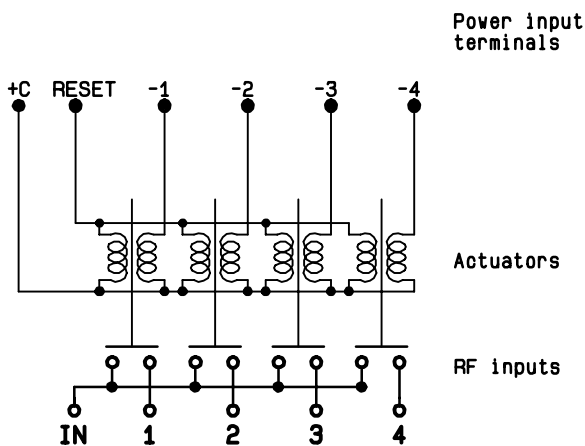 Power input
terminals
+C RESET -1 -2 -3 -4
Actuators
RF inputs
IN 1 2 3 4